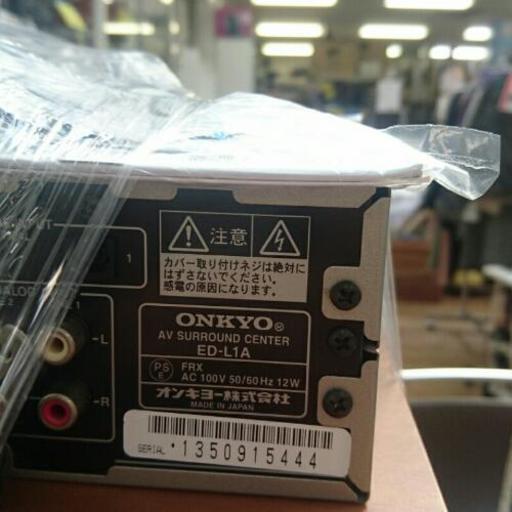 注意
カバー取り付けネジは絶対に
はずさないでください。
感電の原因になります。
1
ONKYO®
AV SURROUND CENTER
ED-L1A
PS
E
FRX
AC 100V 50/60Hz 12W
オンキヨー株式会社
MADE IN JAPAN
1
L
R
SERIAL
*1350915444